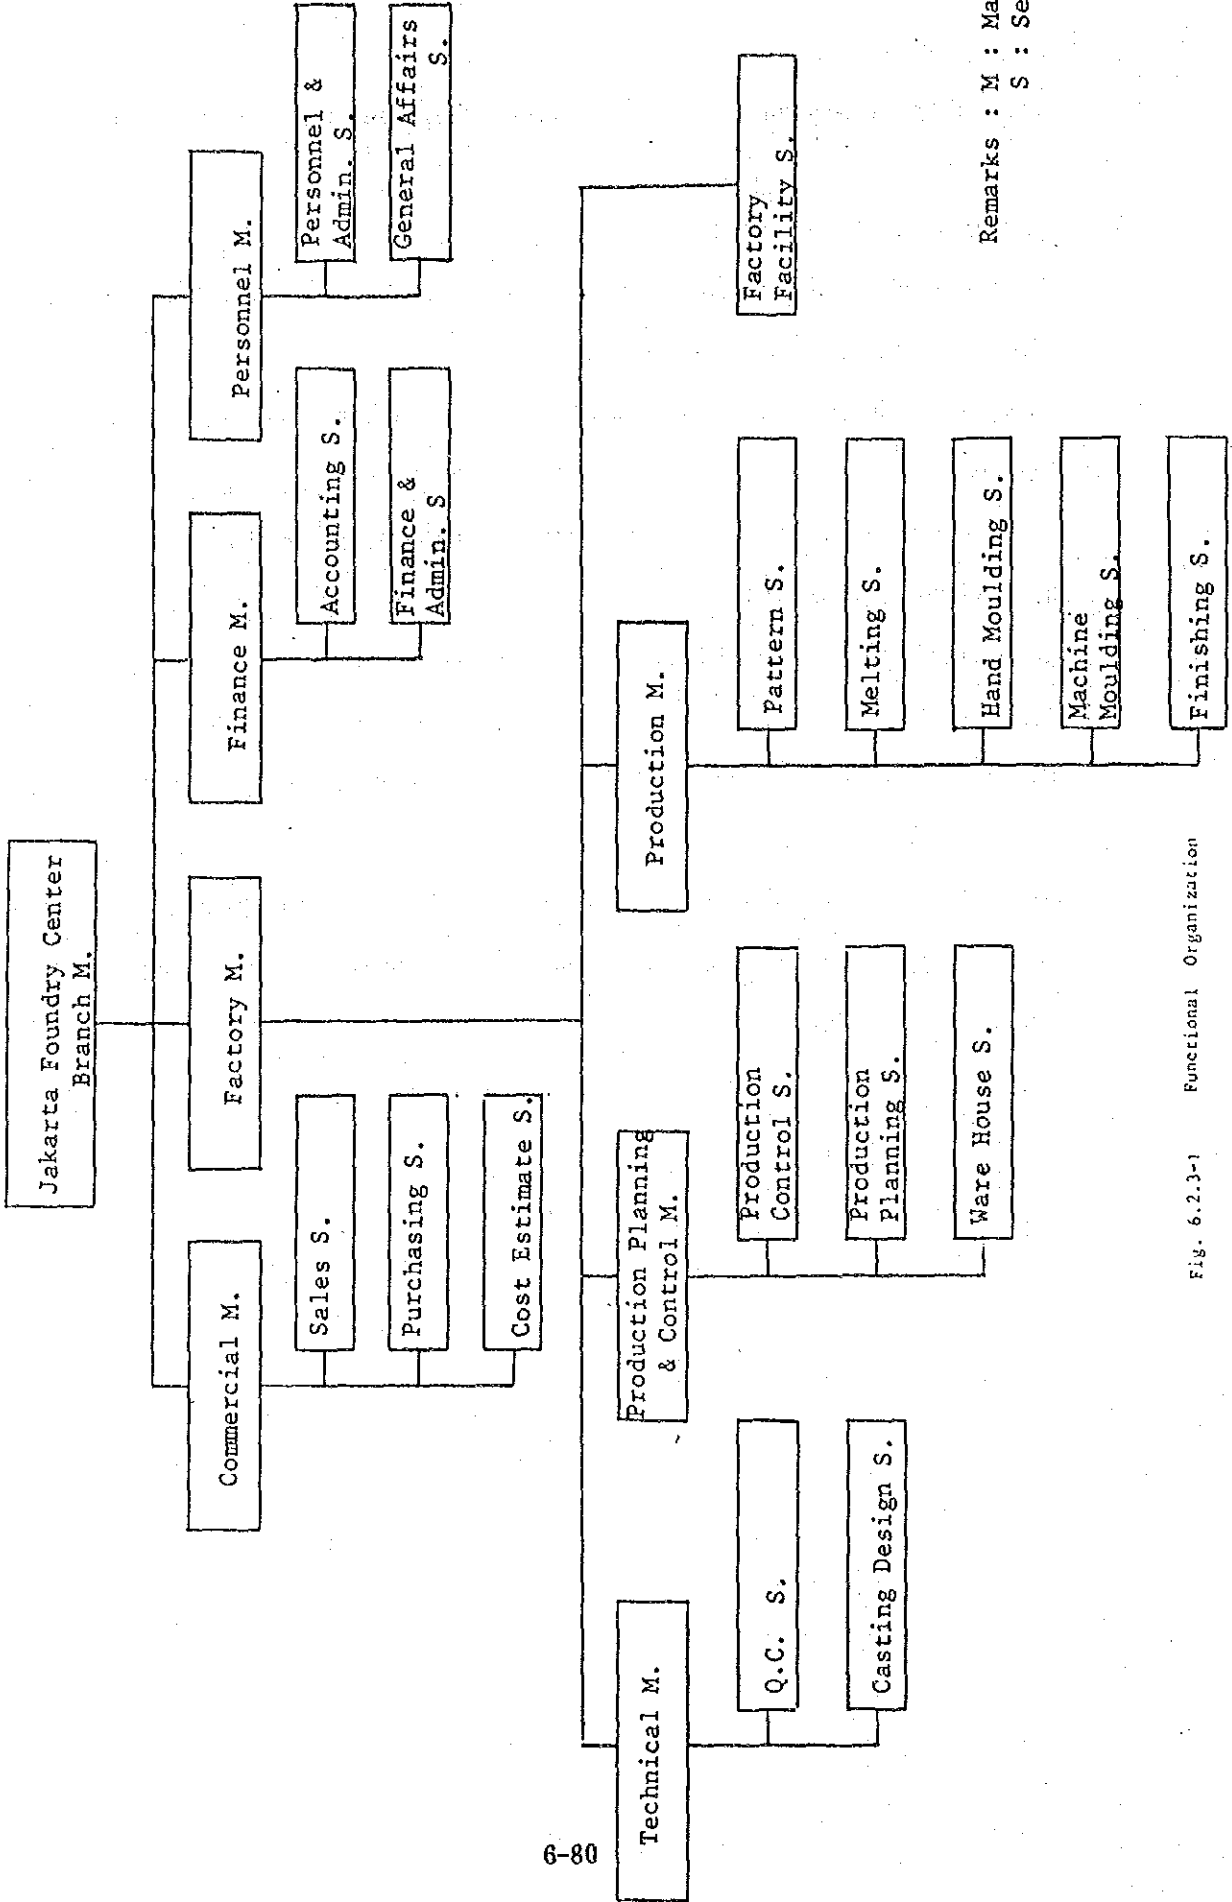 Jakarta Foundry Center
Branch M.
Commercial M.
Factory M.
Finance M.
Personnel M.
Sales S.
Purchasing S.
Cost Estimate S.
Accounting S.
Finance &
Admin. S
Personnel &
Admin. S.
General Affairs
S.
Technical M.
Production Planning
& Control M.
Production M.
Q.C. S.
Casting Design S.
Production
Control S.
Production
Planning S.
Ware House S.
Pattern S.
Melting S.
Hand Moulding S.
Machine
Moulding S.
Finishing S.
Factory
Facility S.
Remarks : M : Ma
S : Se
Fig. 6.2.3-1 Functional Organization
6-80